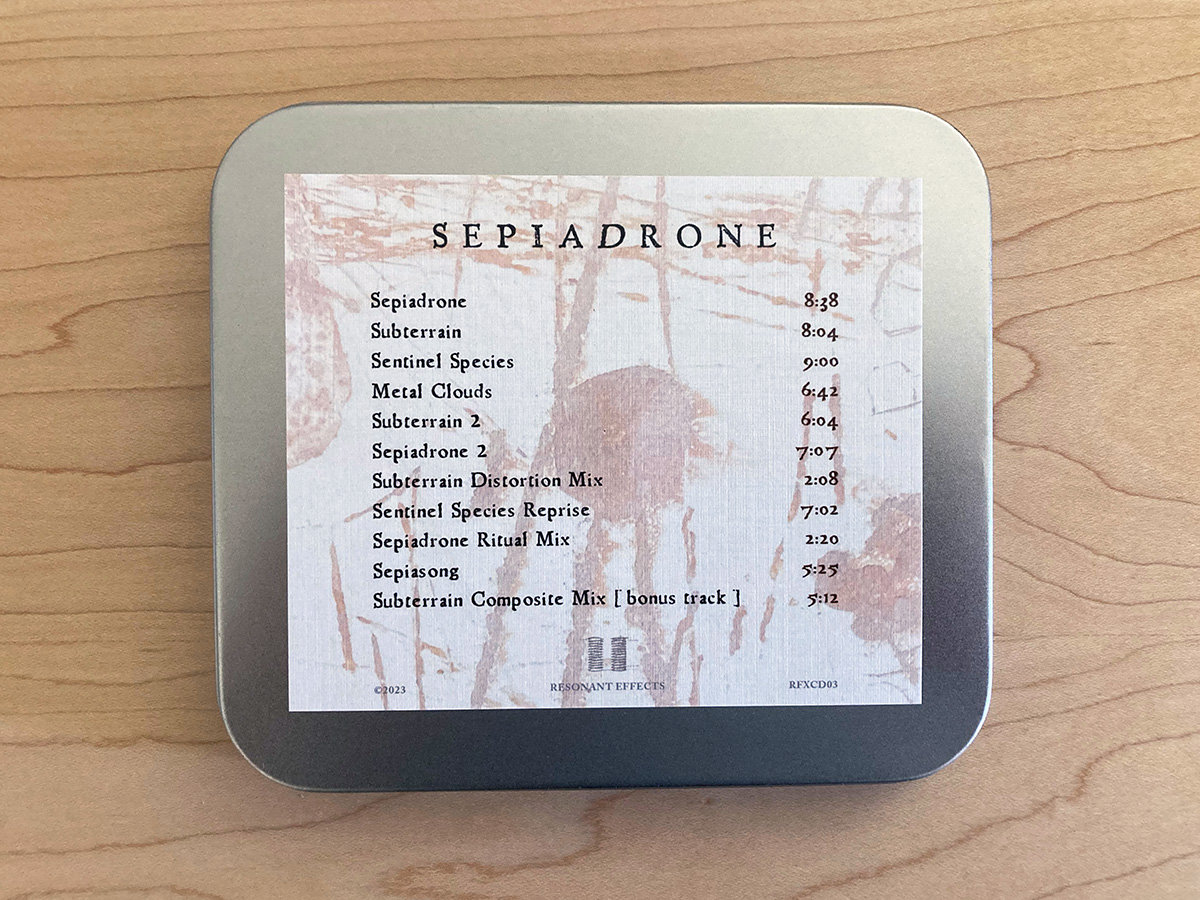 SEPIADRONE
Sepiadrone 8:38
Subterrain 8:04
Sentinel Species 9:00
Metal Clouds 6:42
Subterrain 2 6:04
Sepiadrone 2 7:07
Subterrain Distortion Mix 2:08
Sentinel Species Reprise 7:02
Sepiadrone Ritual Mix 2:20
Sepiasong 5:25
Subterrain Composite Mix [ bonus track ] 5:12
©2023 RESONANT EFFECTS RFXCD03